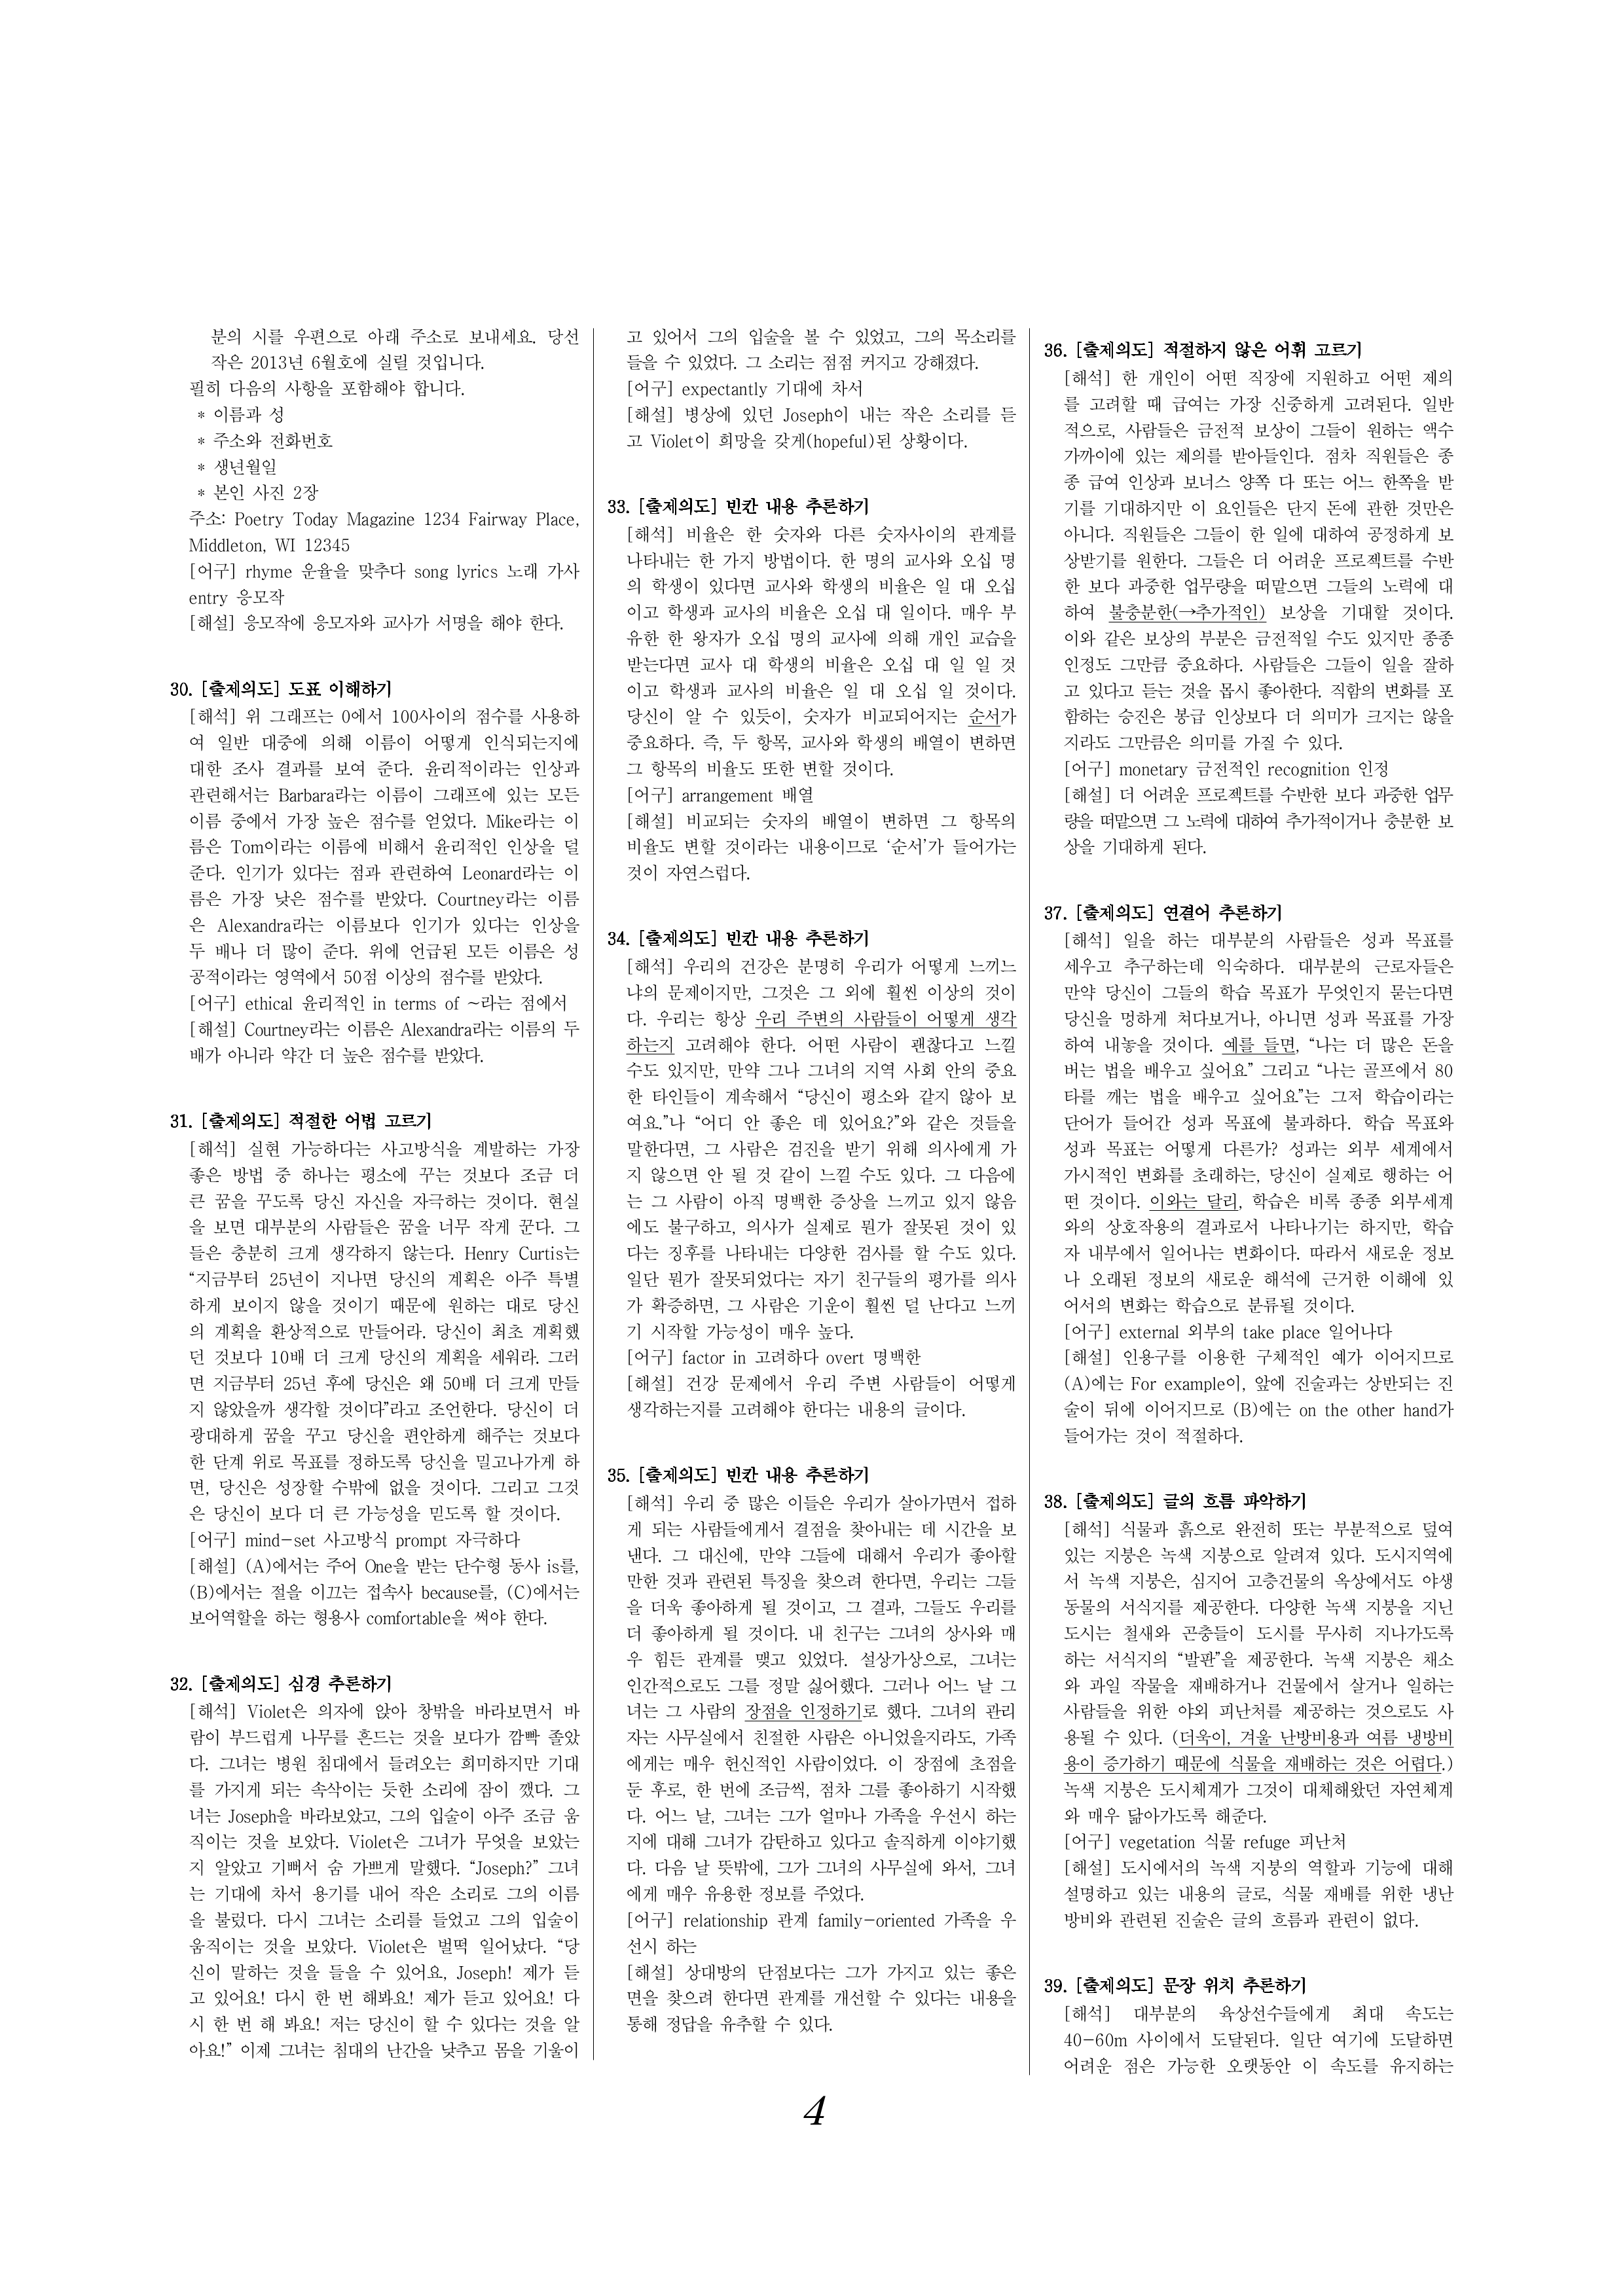 분의 시를 우편으로 아래 주소로 보내세요. 당선
작은 2013년 6월호에 실릴 것입니다.
필히 다음의 사항을 포함해야 합니다.
* 이름과 성
* 주소와 전화번호
* 생년월일
* 본인 사진 2장
주소: Poetry Today Magazine 1234 Fairway Place,
Middleton, WI 12345
[어구] rhyme 운율을 맞추다 song lyrics 노래 가사
entry 응모작
[해설] 응모작에 응모자와 교사가 서명을 해야 한다.
30. [출제의도] 도표 이해하기
[해석] 위 그래프는 0에서 100사이의 점수를 사용하
여 일반 대중에 의해 이름이 어떻게 인식되는지에
대한 조사 결과를 보여 준다. 윤리적이라는 인상과
관련해서는 Barbara라는 이름이 그래프에 있는 모든
이름 중에서 가장 높은 점수를 얻었다. Mike라는 이
름은 Tom이라는 이름에 비해서 윤리적인 인상을 덜
준다. 인기가 있다는 점과 관련하여 Leonard라는 이
름은 가장 낮은 점수를 받았다. Courtney라는 이름
은 Alexandra라는 이름보다 인기가 있다는 인상을
두 배나 더 많이 준다. 위에 언급된 모든 이름은 성
공적이라는 영역에서 50점 이상의 점수를 받았다.
[어구] ethical 윤리적인 in terms of ~라는 점에서
[해설] Courtney라는 이름은 Alexandra라는 이름의 두
배가 아니라 약간 더 높은 점수를 받았다.
31. [출제의도] 적절한 어법 고르기
[해석] 실현 가능하다는 사고방식을 계발하는 가장
좋은 방법 중 하나는 평소에 꾸는 것보다 조금 더
큰 꿈을 꾸도록 당신 자신을 자극하는 것이다. 현실
을 보면 대부분의 사람들은 꿈을 너무 작게 꾼다. 그
들은 충분히 크게 생각하지 않는다. Henry Curtis는
“지금부터 25년이 지나면 당신의 계획은 아주 특별
하게 보이지 않을 것이기 때문에 원하는 대로 당신
의 계획을 환상적으로 만들어라. 당신이 최초 계획했
던 것보다 10배 더 크게 당신의 계획을 세워라. 그러
면 지금부터 25년 후에 당신은 왜 50배 더 크게 만들
지 않았을까 생각할 것이다”라고 조언한다. 당신이 더
광대하게 꿈을 꾸고 당신을 편안하게 해주는 것보다
한 단계 위로 목표를 정하도록 당신을 밀고나가게 하
면, 당신은 성장할 수밖에 없을 것이다. 그리고 그것
은 당신이 보다 더 큰 가능성을 믿도록 할 것이다.
[어구] mind-set 사고방식 prompt 자극하다
[해설] (A)에서는 주어 One을 받는 단수형 동사 is를,
(B)에서는 절을 이끄는 접속사 because를, (C)에서는
보어역할을 하는 형용사 comfortable을 써야 한다.
32. [출제의도] 심경 추론하기
[해석] Violet은 의자에 앉아 창밖을 바라보면서 바
람이 부드럽게 나무를 흔드는 것을 보다가 깜빡 졸았
다. 그녀는 병원 침대에서 들려오는 희미하지만 기대
를 가지게 되는 속삭이는 듯한 소리에 잠이 깼다. 그
녀는 Joseph을 바라보았고, 그의 입술이 아주 조금 움
직이는 것을 보았다. Violet은 그녀가 무엇을 보았는
지 알았고 기뻐서 숨 가쁘게 말했다. “Joseph?” 그녀
는 기대에 차서 용기를 내어 작은 소리로 그의 이름
을 불렀다. 다시 그녀는 소리를 들었고 그의 입술이
움직이는 것을 보았다. Violet은 벌떡 일어났다. “당
신이 말하는 것을 들을 수 있어요, Joseph! 제가 듣
고 있어요! 다시 한 번 해봐요! 제가 듣고 있어요! 다
시 한 번 해 봐요! 저는 당신이 할 수 있다는 것을 알
아요!” 이제 그녀는 침대의 난간을 낮추고 몸을 기울이
고 있어서 그의 입술을 볼 수 있었고, 그의 목소리를
들을 수 있었다. 그 소리는 점점 커지고 강해졌다.
[어구] expectantly 기대에 차서
[해설] 병상에 있던 Joseph이 내는 작은 소리를 듣
고 Violet이 희망을 갖게(hopeful)된 상황이다.
33. [출제의도] 빈칸 내용 추론하기
[해석] 비율은 한 숫자와 다른 숫자사이의 관계를
나타내는 한 가지 방법이다. 한 명의 교사와 오십 명
의 학생이 있다면 교사와 학생의 비율은 일 대 오십
이고 학생과 교사의 비율은 오십 대 일이다. 매우 부
유한 한 왕자가 오십 명의 교사에 의해 개인 교습을
받는다면 교사 대 학생의 비율은 오십 대 일 일 것
이고 학생과 교사의 비율은 일 대 오십 일 것이다.
당신이 알 수 있듯이, 숫자가 비교되어지는 순서가
중요하다. 즉, 두 항목, 교사와 학생의 배열이 변하면
그 항목의 비율도 또한 변할 것이다.
[어구] arrangement 배열
[해설] 비교되는 숫자의 배열이 변하면 그 항목의
비율도 변할 것이라는 내용이므로 ‘순서’가 들어가는
것이 자연스럽다.
34. [출제의도] 빈칸 내용 추론하기
[해석] 우리의 건강은 분명히 우리가 어떻게 느끼느
냐의 문제이지만, 그것은 그 외에 훨씬 이상의 것이
다. 우리는 항상 우리 주변의 사람들이 어떻게 생각
하는지 고려해야 한다. 어떤 사람이 괜찮다고 느낄
수도 있지만, 만약 그나 그녀의 지역 사회 안의 중요
한 타인들이 계속해서 “당신이 평소와 같지 않아 보
여요.”나 “어디 안 좋은 데 있어요?”와 같은 것들을
말한다면, 그 사람은 검진을 받기 위해 의사에게 가
지 않으면 안 될 것 같이 느낄 수도 있다. 그 다음에
는 그 사람이 아직 명백한 증상을 느끼고 있지 않음
에도 불구하고, 의사가 실제로 뭔가 잘못된 것이 있
다는 징후를 나타내는 다양한 검사를 할 수도 있다.
일단 뭔가 잘못되었다는 자기 친구들의 평가를 의사
가 확증하면, 그 사람은 기운이 훨씬 덜 난다고 느끼
기 시작할 가능성이 매우 높다.
[어구] factor in 고려하다 overt 명백한
[해설] 건강 문제에서 우리 주변 사람들이 어떻게
생각하는지를 고려해야 한다는 내용의 글이다.
35. [출제의도] 빈칸 내용 추론하기
[해석] 우리 중 많은 이들은 우리가 살아가면서 접하
게 되는 사람들에게서 결점을 찾아내는 데 시간을 보
낸다. 그 대신에, 만약 그들에 대해서 우리가 좋아할
만한 것과 관련된 특징을 찾으려 한다면, 우리는 그들
을 더욱 좋아하게 될 것이고, 그 결과, 그들도 우리를
더 좋아하게 될 것이다. 내 친구는 그녀의 상사와 매
우 힘든 관계를 맺고 있었다. 설상가상으로, 그녀는
인간적으로도 그를 정말 싫어했다. 그러나 어느 날 그
녀는 그 사람의 장점을 인정하기로 했다. 그녀의 관리
자는 사무실에서 친절한 사람은 아니었을지라도, 가족
에게는 매우 헌신적인 사람이었다. 이 장점에 초점을
둔 후로, 한 번에 조금씩, 점차 그를 좋아하기 시작했
다. 어느 날, 그녀는 그가 얼마나 가족을 우선시 하는
지에 대해 그녀가 감탄하고 있다고 솔직하게 이야기했
다. 다음 날 뜻밖에, 그가 그녀의 사무실에 와서, 그녀
에게 매우 유용한 정보를 주었다.
[어구] relationship 관계 family-oriented 가족을 우
선시 하는
[해설] 상대방의 단점보다는 그가 가지고 있는 좋은
면을 찾으려 한다면 관계를 개선할 수 있다는 내용을
통해 정답을 유추할 수 있다.
36. [출제의도] 적절하지 않은 어휘 고르기
[해석] 한 개인이 어떤 직장에 지원하고 어떤 제의
를 고려할 때 급여는 가장 신중하게 고려된다. 일반
적으로, 사람들은 금전적 보상이 그들이 원하는 액수
가까이에 있는 제의를 받아들인다. 점차 직원들은 종
종 급여 인상과 보너스 양쪽 다 또는 어느 한쪽을 받
기를 기대하지만 이 요인들은 단지 돈에 관한 것만은
아니다. 직원들은 그들이 한 일에 대하여 공정하게 보
상받기를 원한다. 그들은 더 어려운 프로젝트를 수반
한 보다 과중한 업무량을 떠맡으면 그들의 노력에 대
하여 불충분한(→추가적인) 보상을 기대할 것이다.
이와 같은 보상의 부분은 금전적일 수도 있지만 종종
인정도 그만큼 중요하다. 사람들은 그들이 일을 잘하
고 있다고 듣는 것을 몹시 좋아한다. 직함의 변화를 포
함하는 승진은 봉급 인상보다 더 의미가 크지는 않을
지라도 그만큼은 의미를 가질 수 있다.
[어구] monetary 금전적인 recognition 인정
[해설] 더 어려운 프로젝트를 수반한 보다 과중한 업무
량을 떠맡으면 그 노력에 대하여 추가적이거나 충분한 보
상을 기대하게 된다.
37. [출제의도] 연결어 추론하기
[해석] 일을 하는 대부분의 사람들은 성과 목표를
세우고 추구하는데 익숙하다. 대부분의 근로자들은
만약 당신이 그들의 학습 목표가 무엇인지 묻는다면
당신을 멍하게 쳐다보거나, 아니면 성과 목표를 가장
하여 내놓을 것이다. 예를 들면, “나는 더 많은 돈을
버는 법을 배우고 싶어요” 그리고 “나는 골프에서 80
타를 깨는 법을 배우고 싶어요”는 그저 학습이라는
단어가 들어간 성과 목표에 불과하다. 학습 목표와
성과 목표는 어떻게 다른가? 성과는 외부 세계에서
가시적인 변화를 초래하는, 당신이 실제로 행하는 어
떤 것이다. 이와는 달리, 학습은 비록 종종 외부세계
와의 상호작용의 결과로서 나타나기는 하지만, 학습
자 내부에서 일어나는 변화이다. 따라서 새로운 정보
나 오래된 정보의 새로운 해석에 근거한 이해에 있
어서의 변화는 학습으로 분류될 것이다.
[어구] external 외부의 take place 일어나다
[해설] 인용구를 이용한 구체적인 예가 이어지므로
(A)에는 For example이, 앞에 진술과는 상반되는 진
술이 뒤에 이어지므로 (B)에는 on the other hand가
들어가는 것이 적절하다.
38. [출제의도] 글의 흐름 파악하기
[해석] 식물과 흙으로 완전히 또는 부분적으로 덮여
있는 지붕은 녹색 지붕으로 알려져 있다. 도시지역에
서 녹색 지붕은, 심지어 고층건물의 옥상에서도 야생
동물의 서식지를 제공한다. 다양한 녹색 지붕을 지닌
도시는 철새와 곤충들이 도시를 무사히 지나가도록
하는 서식지의 “발판”을 제공한다. 녹색 지붕은 채소
와 과일 작물을 재배하거나 건물에서 살거나 일하는
사람들을 위한 야외 피난처를 제공하는 것으로도 사
용될 수 있다. (더욱이, 겨울 난방비용과 여름 냉방비
용이 증가하기 때문에 식물을 재배하는 것은 어렵다.)
녹색 지붕은 도시체계가 그것이 대체해왔던 자연체계
와 매우 닮아가도록 해준다.
[어구] vegetation 식물 refuge 피난처
[해설] 도시에서의 녹색 지붕의 역할과 기능에 대해
설명하고 있는 내용의 글로, 식물 재배를 위한 냉난
방비와 관련된 진술은 글의 흐름과 관련이 없다.
39. [출제의도] 문장 위치 추론하기
[해석] 대부분의 육상선수들에게 최대 속도는
40-60m 사이에서 도달된다. 일단 여기에 도달하면
어려운 점은 가능한 오랫동안 이 속도를 유지하는
4